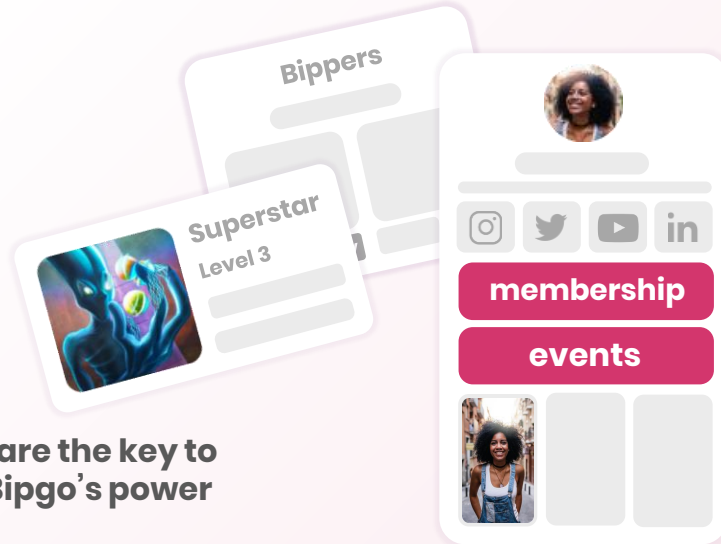 Bippers
Superstar
Level 3
membership
events
are the key to
Bipgo's power